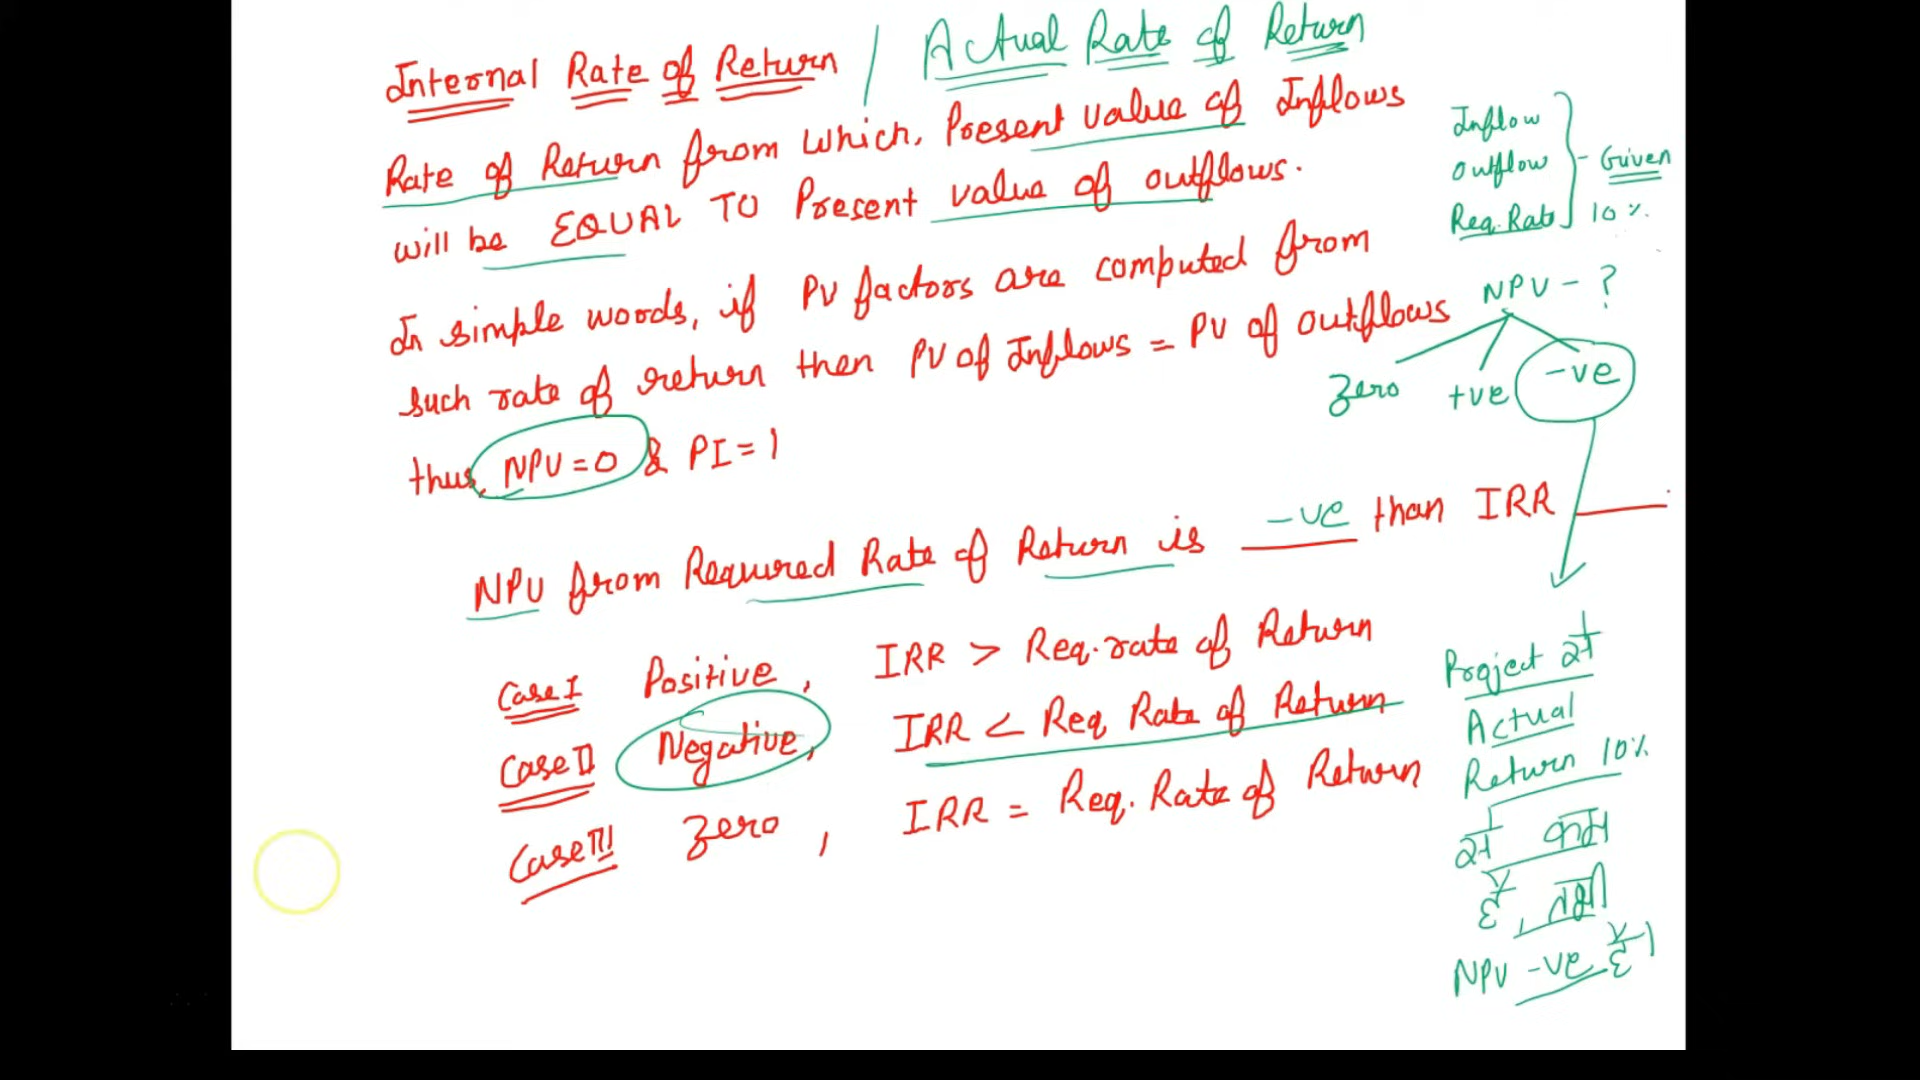 Internal Rate of Return / Actual Rate of Return
Rate of Return from which, Present value of Inflows
will be EQUAL TO Present value of outflows.
In simple words, if PV factors are computed from
such rate of return then PV of Inflows = PV of outflows
thus, NPV = 0 & PI = 1
Inflow
outflow - Given
Req. Rate 10%
NPV - ?
zero +ve -ve
NPV from Required Rate of Return is -ve than IRR ____
Case I Positive, IRR > Req. rate of Return
Case II Negative, IRR < Req Rate of Return
Case III zero, IRR = Req. Rate of Return
Project
Actual
Return 10%
से कम
है,
NPV -ve है